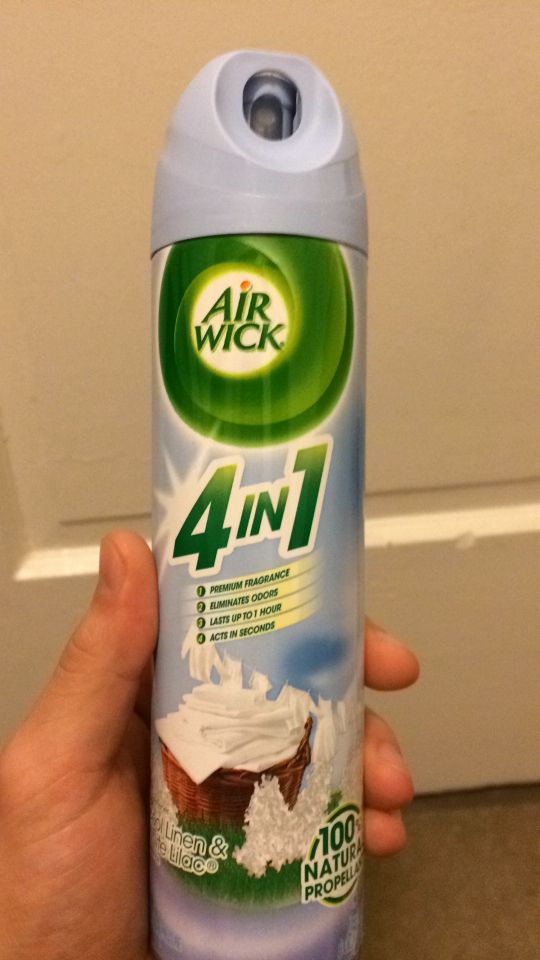 AIR
WICK
4 IN 1
1 PREMIUM FRAGRANCE
2 ELIMINATES ODORS
3 LASTS UP TO 1 HOUR
4 ACTS IN SECONDS
Linen &
Lilac®
100%
NATURAL
PROPELLANT